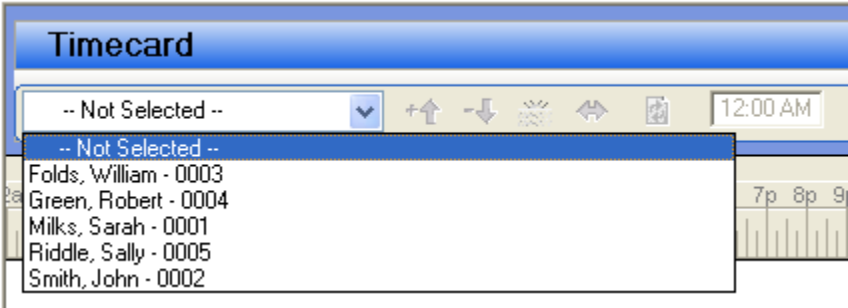 Timecard
-- Not Selected --
12:00 AM
-- Not Selected --
Folds, William - 0003
Green, Robert - 0004
Milks, Sarah - 0001
Riddle, Sally - 0005
Smith, John - 0002
7p 8p